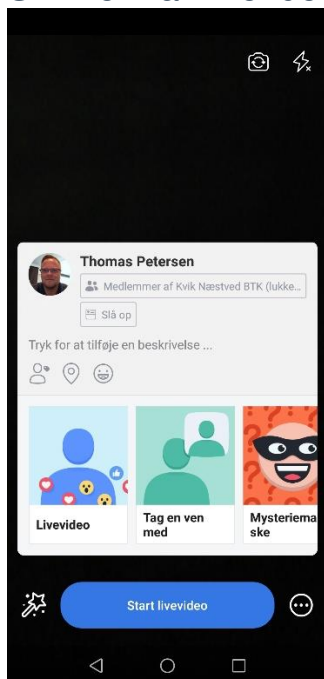 Thomas Petersen
Medlemmer af Kvik Næstved BTK (lukke...
Slå op
Tryk for at tilføje en beskrivelse ...
Livevideo
Tag en ven
med
Mysteriema
ske
Start livevideo